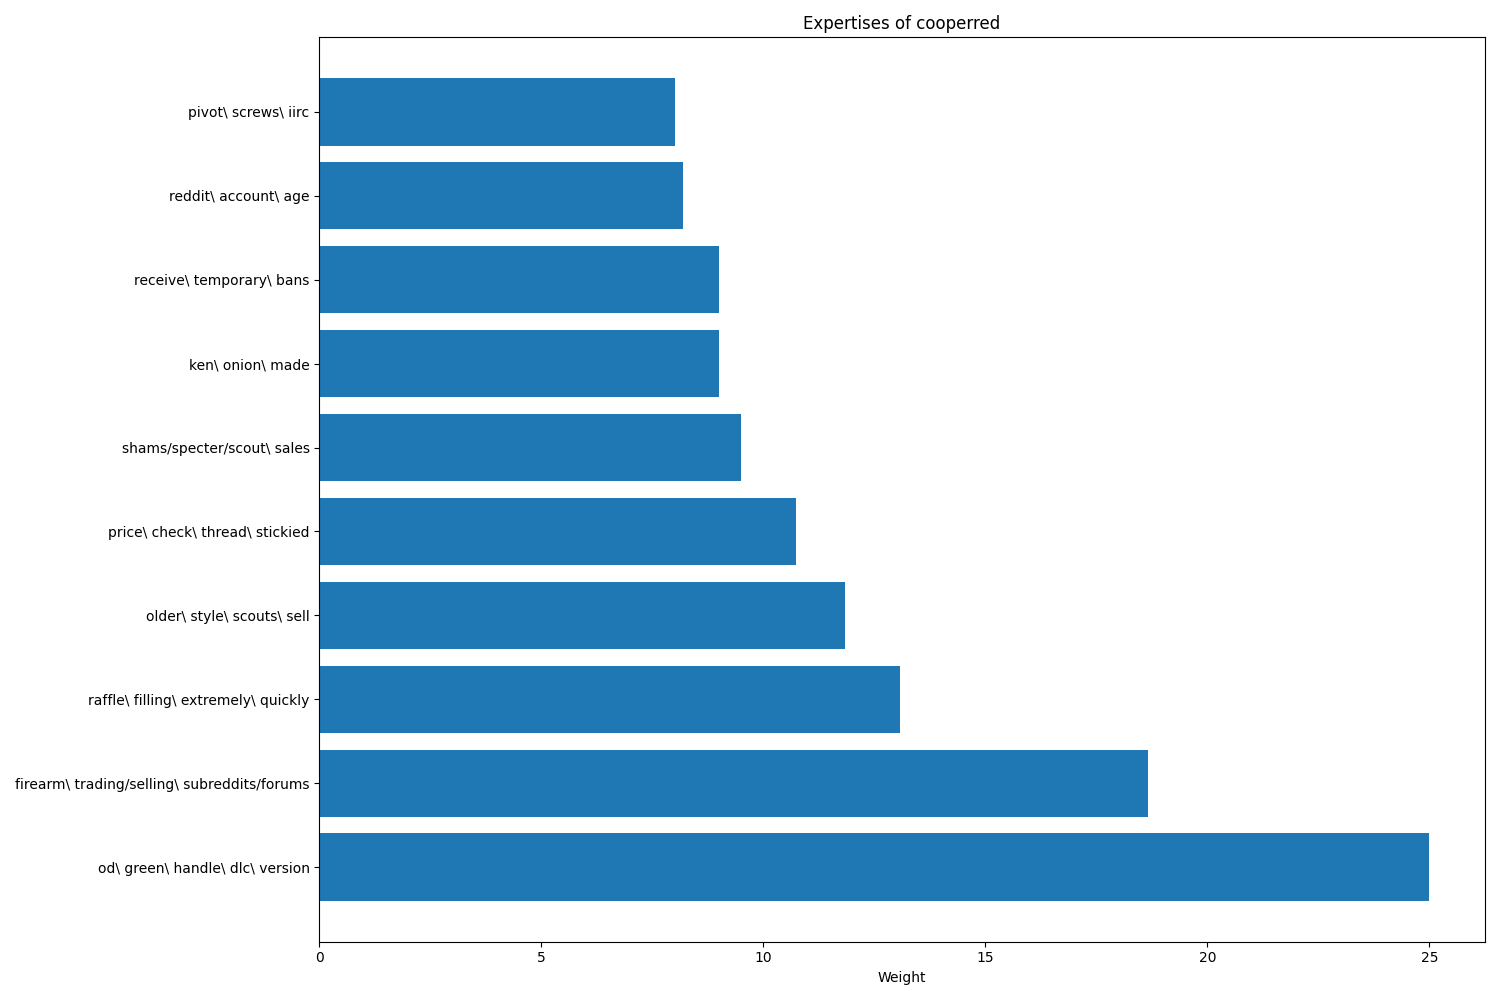 Expertises of cooperred
pivot\ screws\ iirc
reddit\ account\ age
receive\ temporary\ bans
ken\ onion\ made
shams/specter/scout\ sales
price\ check\ thread\ stickied
older\ style\ scouts\ sell
raffle\ filling\ extremely\ quickly
firearm\ trading/selling\ subreddits/forums
od\ green\ handle\ dlc\ version
0 5 10 15 20 25
Weight